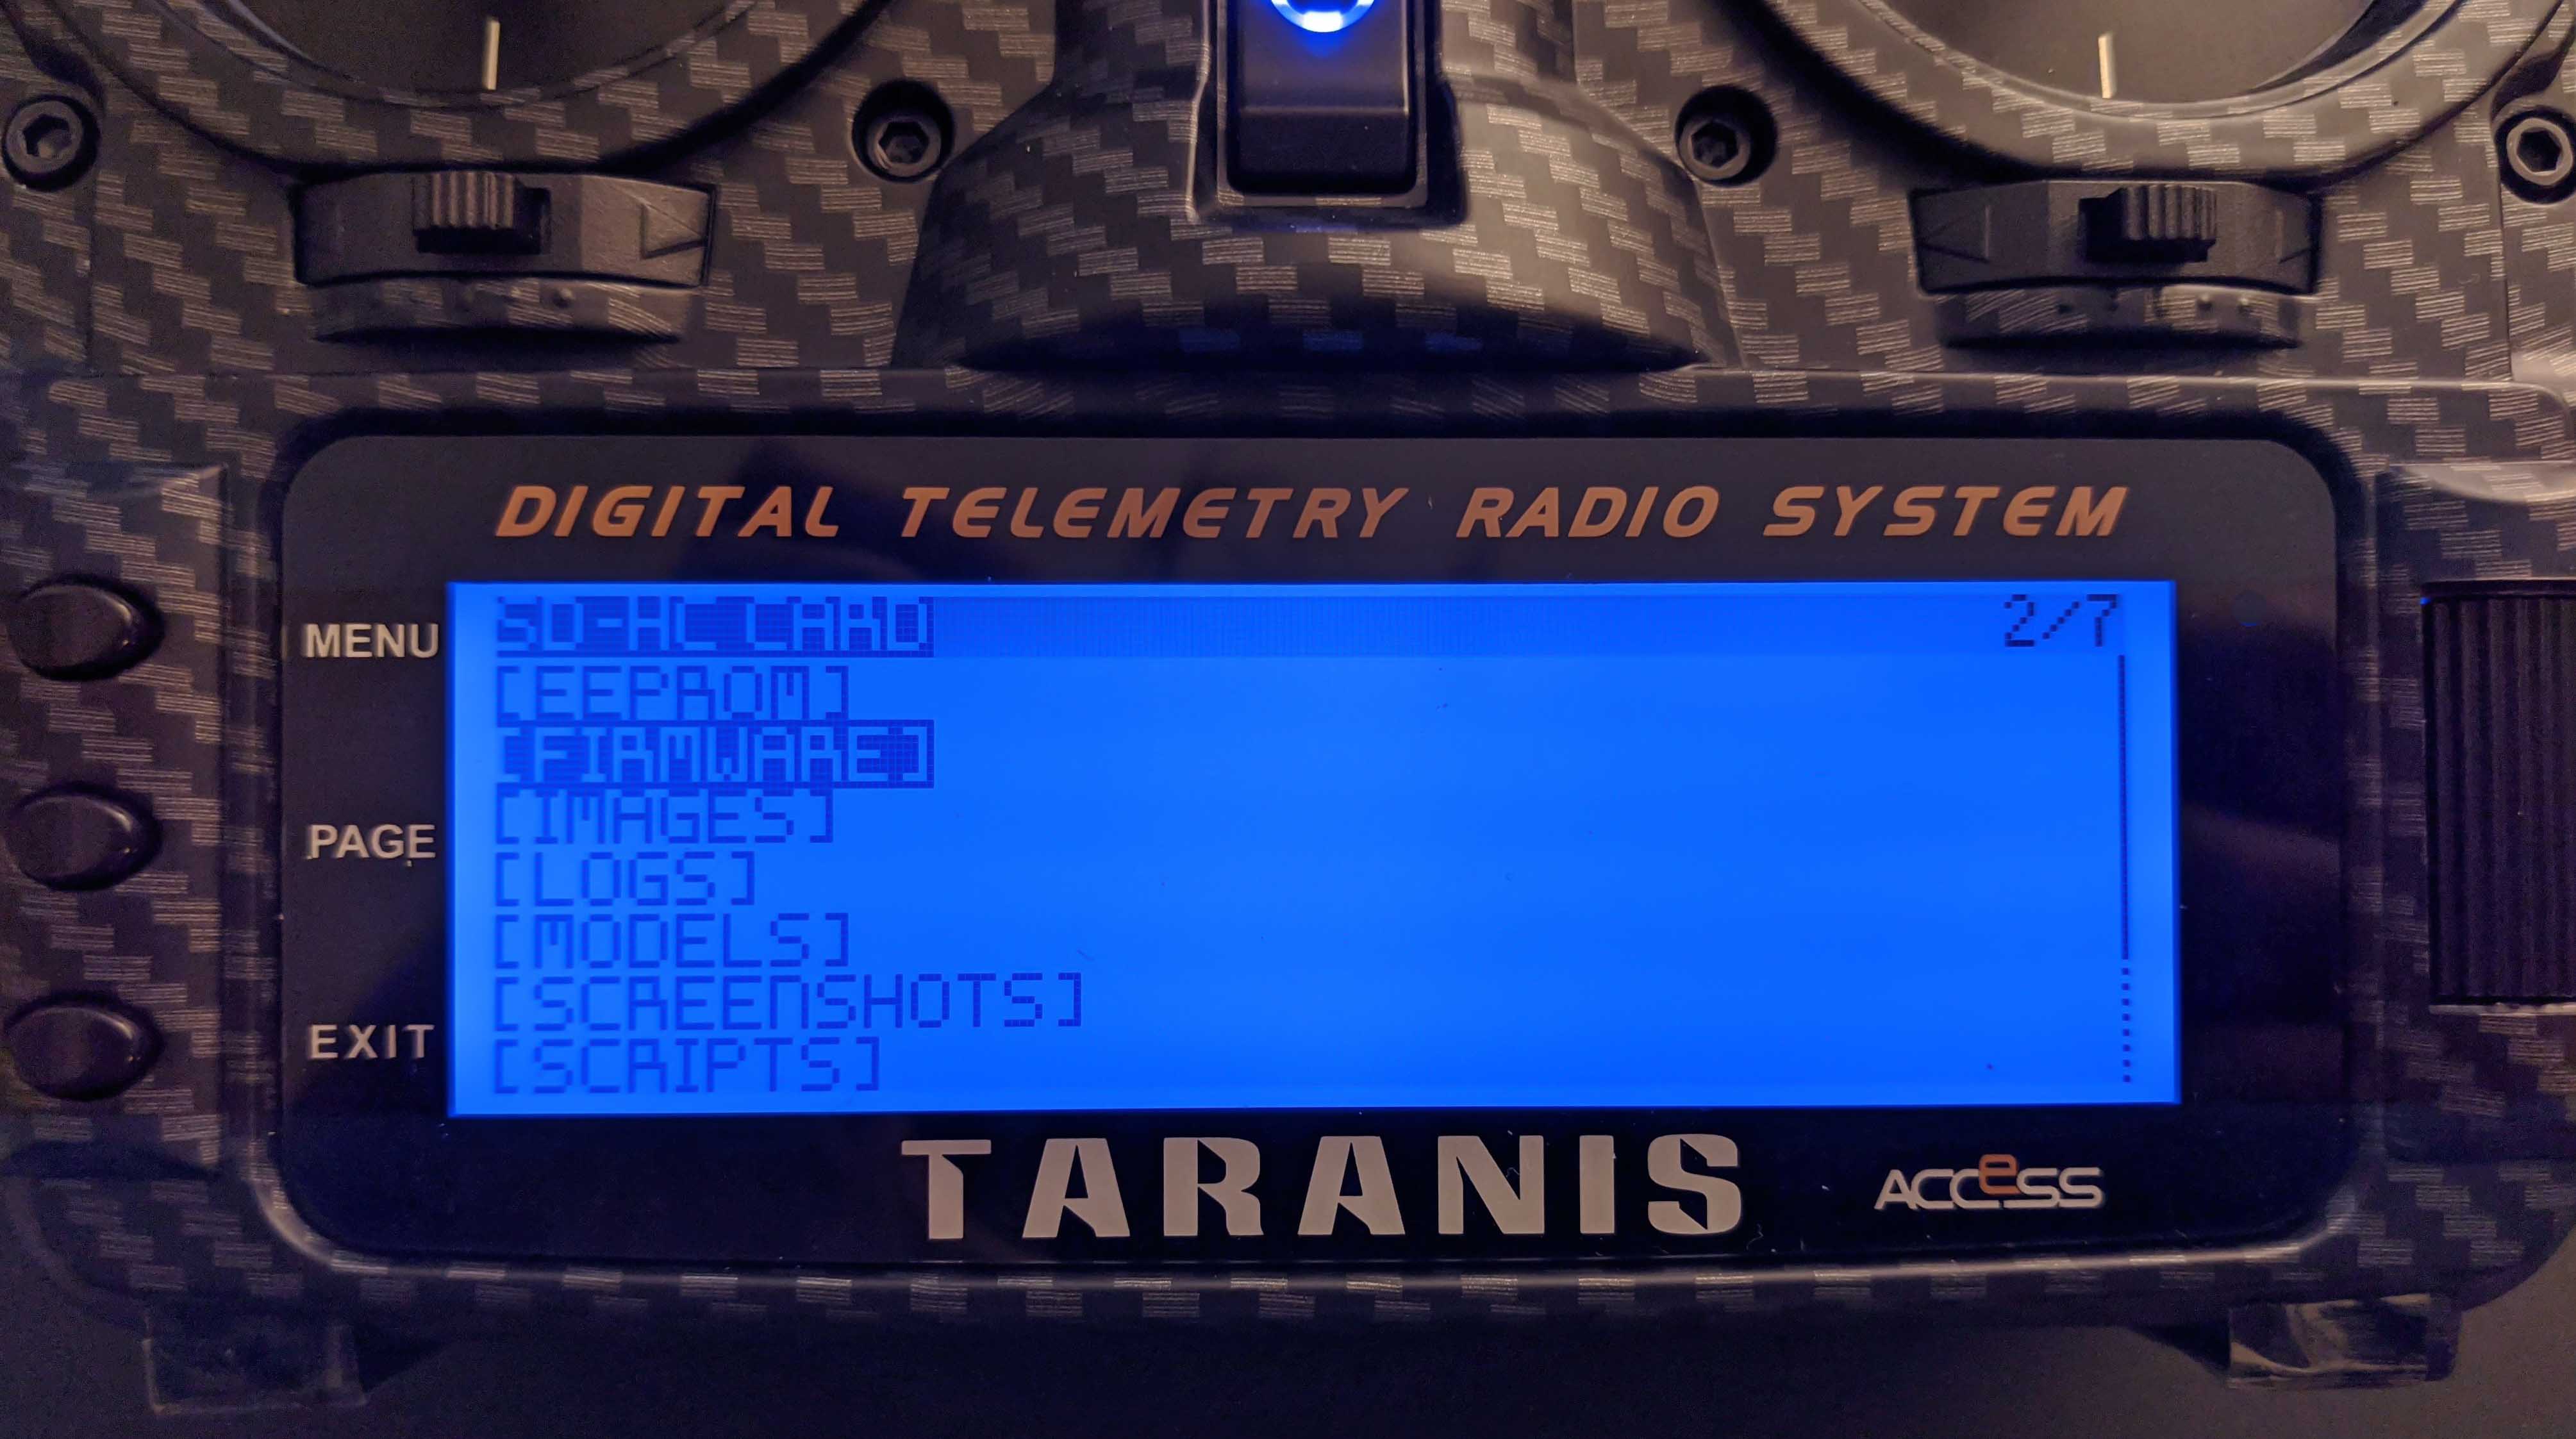 DIGITAL TELEMETRY RADIO SYSTEM
SD-HC CARD 2/7
MENU
[EEPROM]
[FIRMWARE]
[IMAGES]
PAGE
[LOGS]
[MODELS]
[SCREENSHOTS]
EXIT
[SCRIPTS]
TARANIS
ACCeSS